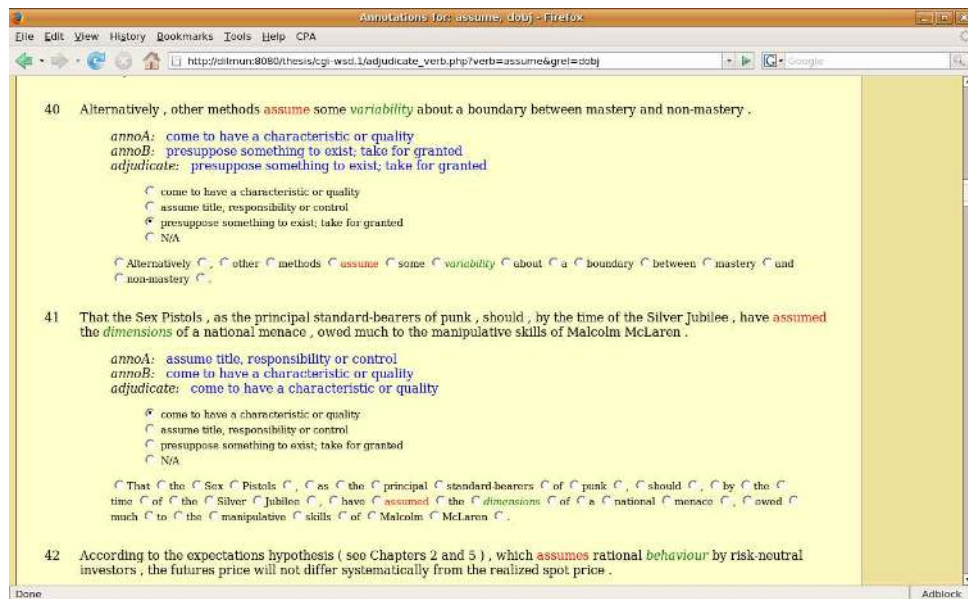 Annotations for: assume, dobj - Firefox
File Edit View History Bookmarks Tools Help CPA
http://dilmun:8080/thesis/cgi-wsd.1/adjudicate_verb.php?verb=assume&grel=dobj
Google
40 Alternatively , other methods assume some variability about a boundary between mastery and non-mastery .
annoA: come to have a characteristic or quality
annoB: presuppose something to exist; take for granted
adjudicate: presuppose something to exist; take for granted
come to have a characteristic or quality
assume title, responsibility or control
presuppose something to exist; take for granted
N/A
Alternatively , other methods assume some variability about a boundary between mastery and
non-mastery .
41 That the Sex Pistols , as the principal standard-bearers of punk , should , by the time of the Silver Jubilee , have assumed
the dimensions of a national menace , owed much to the manipulative skills of Malcolm McLaren .
annoA: assume title, responsibility or control
annoB: come to have a characteristic or quality
adjudicate: come to have a characteristic or quality
come to have a characteristic or quality
assume title, responsibility or control
presuppose something to exist; take for granted
N/A
That the Sex Pistols , as the principal standard-bearers of punk , should , by the
time of the Silver Jubilee , have assumed the dimensions of a national menace , owed
much to the manipulative skills of Malcolm McLaren .
42 According to the expectations hypothesis ( see Chapters 2 and 5 ) , which assumes rational behaviour by risk-neutral
investors , the futures price will not differ systematically from the realized spot price .
Done
Adblock